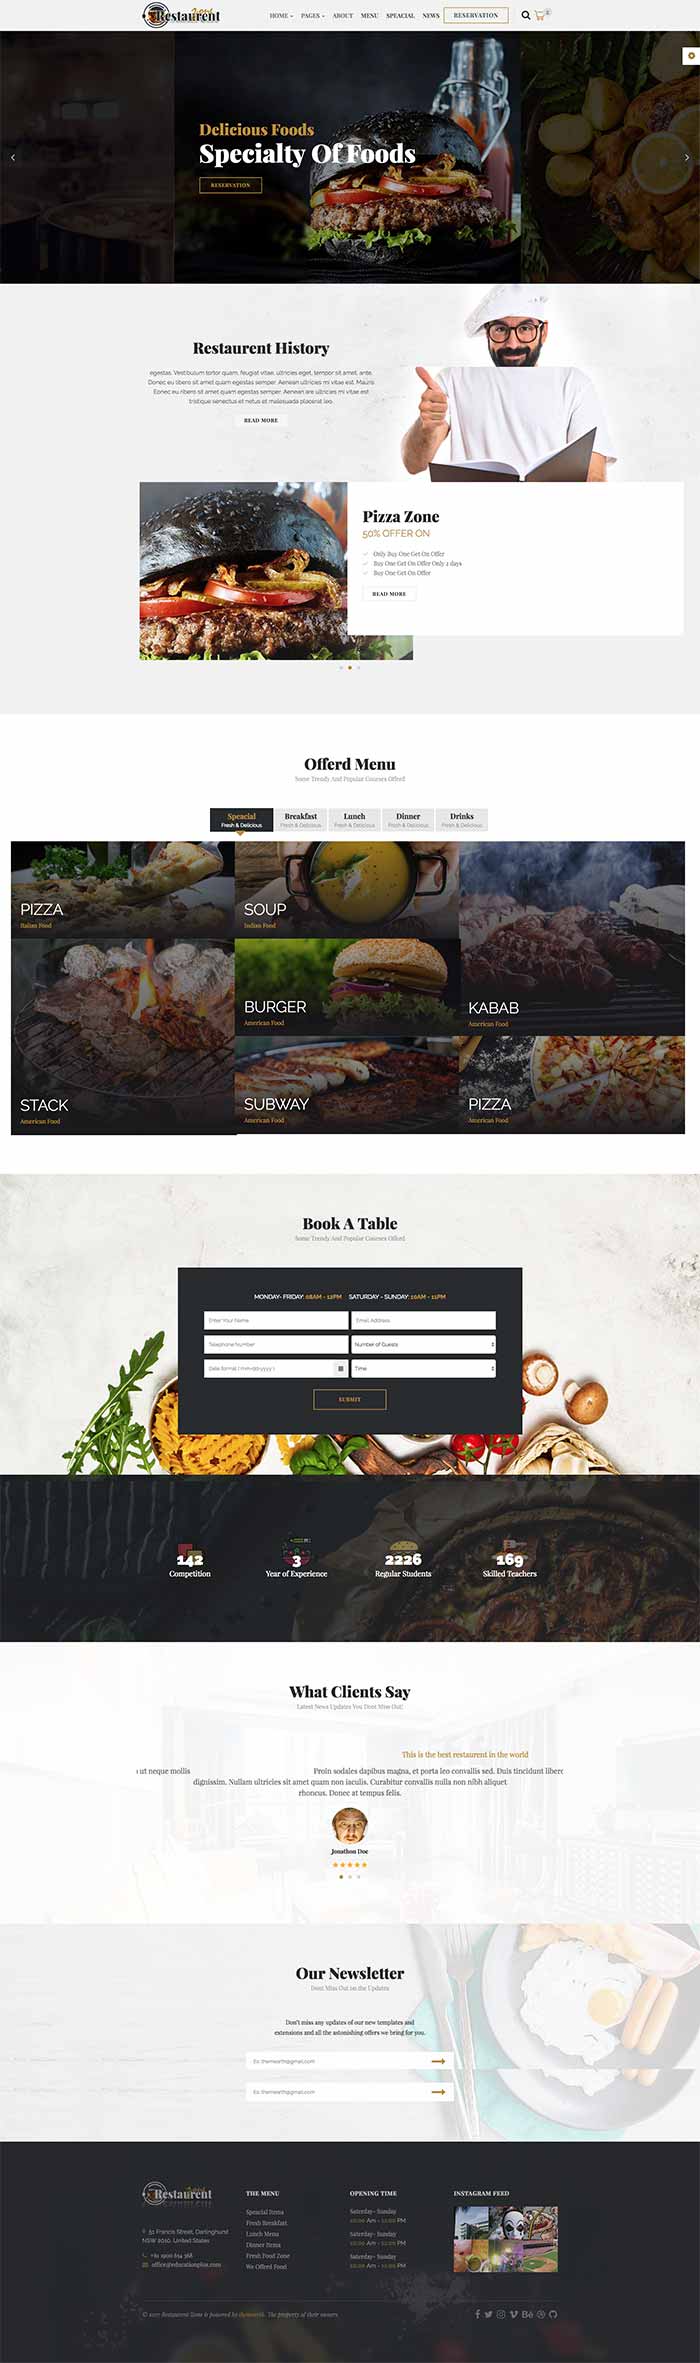 Zone
Restaurent
HOME PAGES ABOUT MENU SPEACIAL NEWS RESERVATION
Delicious Foods
Specialty Of Foods
RESERVATION
Restaurent History
egestas. Vestibulum tortor quam, feugiat vitae, ultricies eget, tempor sit amet, ante.
Donec eu libens sit amet quam egestas semper. Aenean ultricies mi vitae est. Mauris
Donec eu ribens sit amet quam egestas semper. Aenean are ultricies mi vitae est
tristique senectus et netus et malesuada placerat leo.
READ MORE
Pizza Zone
50% OFFER ON
Only Buy One Get On Offer
Buy One Get On Offer Only 2 days
Buy One Get On Offer
READ MORE
Offerd Menu
Some Trendy And Popular Courses Offerd
Speacial Breakfast Lunch Dinner Drinks
Fresh & Delicious Fresh & Delicious Fresh & Delicious Fresh & Delicious Fresh & Delicious
PIZZA
Italian Food
SOUP
Indian Food
BURGER
American Food
KABAB
American Food
STACK
American Food
SUBWAY
American Food
PIZZA
American Food
Book A Table
Some Trendy And Popular Courses Offerd
MONDAY- FRIDAY: 08AM - 12PM SATURDAY - SUNDAY: 10AM - 11PM
Enter Your Name Email Address
Telephone Number Number of Guests
Date format ( mm-dd-yyyy ) Time
SUBMIT
142 3 2226 169
Competition Year of Experience Regular Students Skilled Teachers
What Clients Say
Latest News Updates You Dont Miss Out!
This is the best restaurent in the world
ut neque mollis Proin sodales dapibus magna, et porta leo convallis sed. Duis tincidunt liber
dignissim. Nullam ultricies sit amet quam non iaculis. Curabitur convallis nulla non nibh aliquet
rhoncus. Donec at tempus felis.
Jonathon Doe
Our Newsletter
Dont Miss Out on the Updates
Don't miss any updates of our new templates and
extensions and all the astonishing offers we bring for you.
Ex: themearth@gmail.com
Ex: themearth@gmail.com
Restaurent
51 Francis Street, Darlinghurst
NSW 2010, United States
+61 1900 654 368
office@educationplus.com
THE MENU
Speacial Items
Fresh Breakfast
Lunch Menu
Dinner Items
Fresh Food Zone
We Offerd Food
OPENING TIME
Saterday- Sunday
10:00 Am - 12:00 PM
Saterday- Sunday
10:00 Am - 12:00 PM
Saterday- Sunday
10:00 Am - 12:00 PM
INSTAGRAM FEED
© 2017 Restaurent Zone is powered by themearth. The property of their owners.